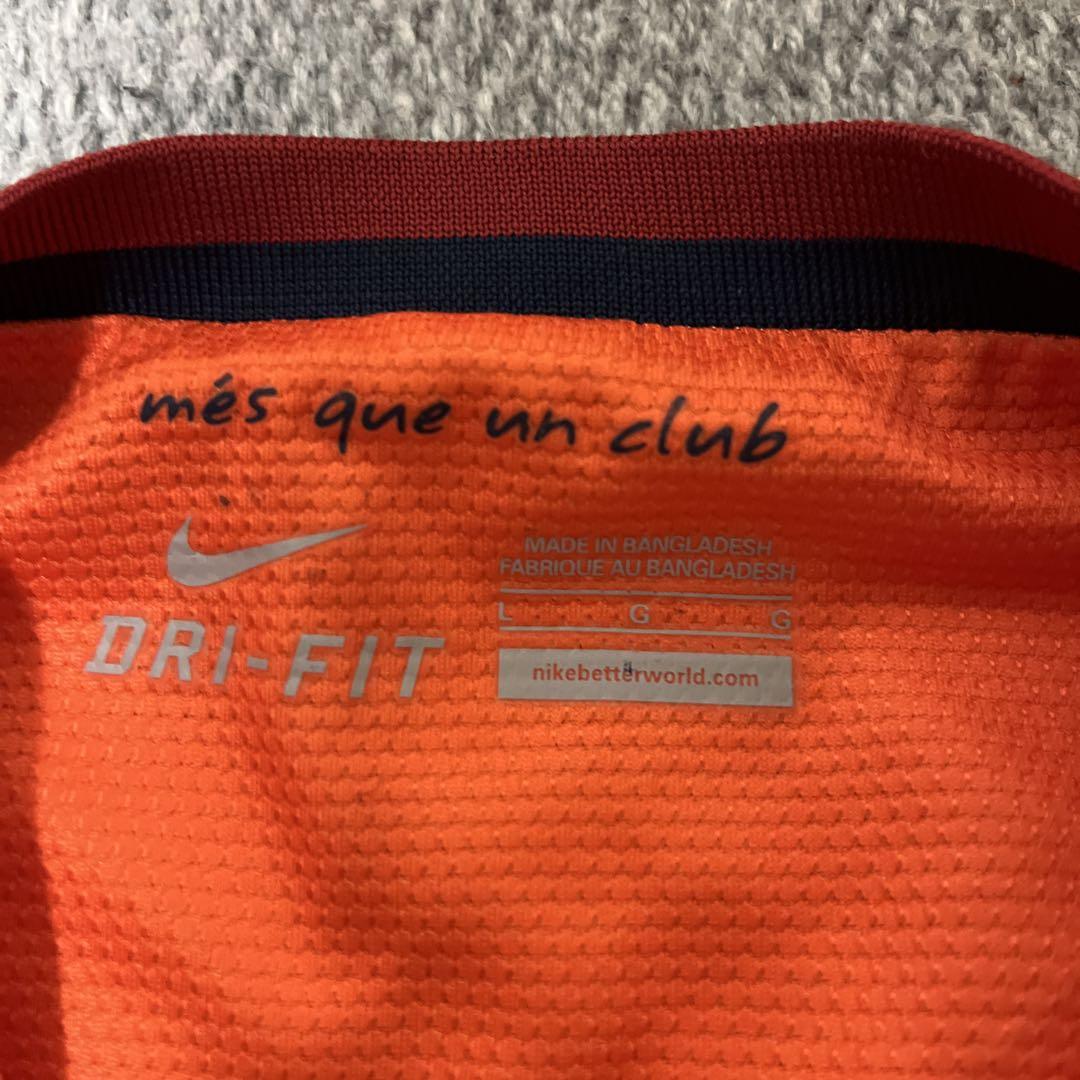 més que un club
DRI-FIT
MADE IN BANGLADESH
FABRIQUE AU BANGLADESH
L G G
nikebetterworld.com